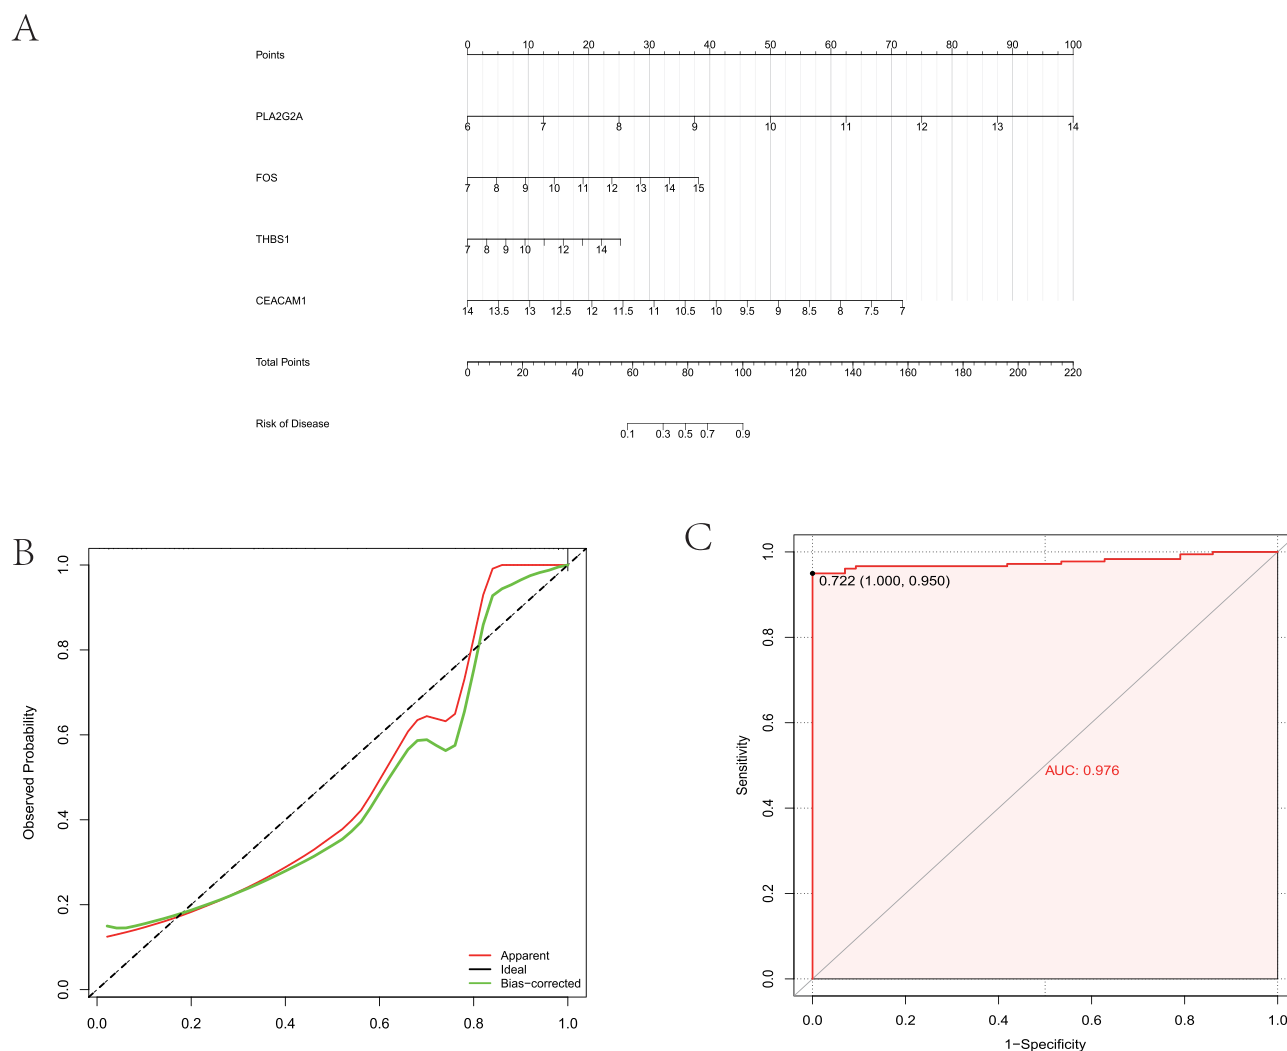 A
Points
0 10 20 30 40 50 60 70 80 90 100
PLA2G2A
6 7 8 9 10 11 12 13 14
FOS
7 8 9 10 11 12 13 14 15
THBS1
7 8 9 10 12 14
CEACAM1
14 13.5 13 12.5 12 11.5 11 10.5 10 9.5 9 8.5 8 7.5 7
Total Points
0 20 40 60 80 100 120 140 160 180 200 220
Risk of Disease
0.1 0.3 0.5 0.7 0.9
B
Observed Probability
1.0
0.8
0.6
0.4
0.2
0.0
Apparent
Ideal
Bias−corrected
0.0 0.2 0.4 0.6 0.8 1.0
C
Sensitivity
1.0
0.8
0.6
0.4
0.2
0.0
0.722 (1.000, 0.950)
AUC: 0.976
0.0 0.2 0.4 0.6 0.8 1.0
1−Specificity